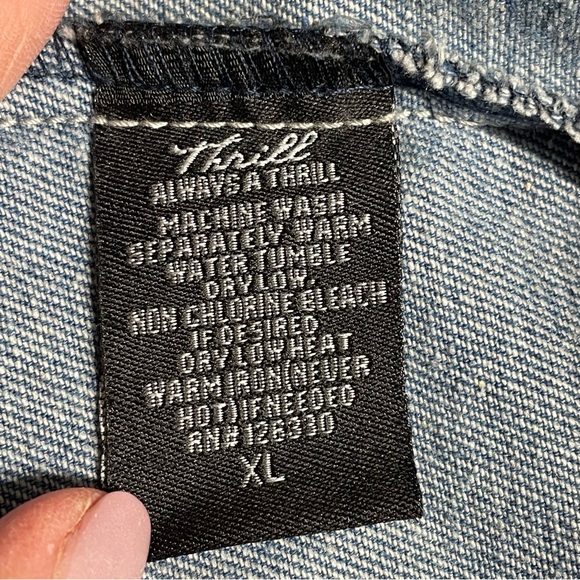 Thrill
ALWAYS A THRILL
MACHINE WASH
SEPARATELY, WARM
WATER TUMBLE
DRY LOW.
NON CHLORINE BLEACH
IF DESIRED
DRY LOW HEAT
WARM IRON (NEVER
HOT) IF NEEDED
RN# 126330
XL